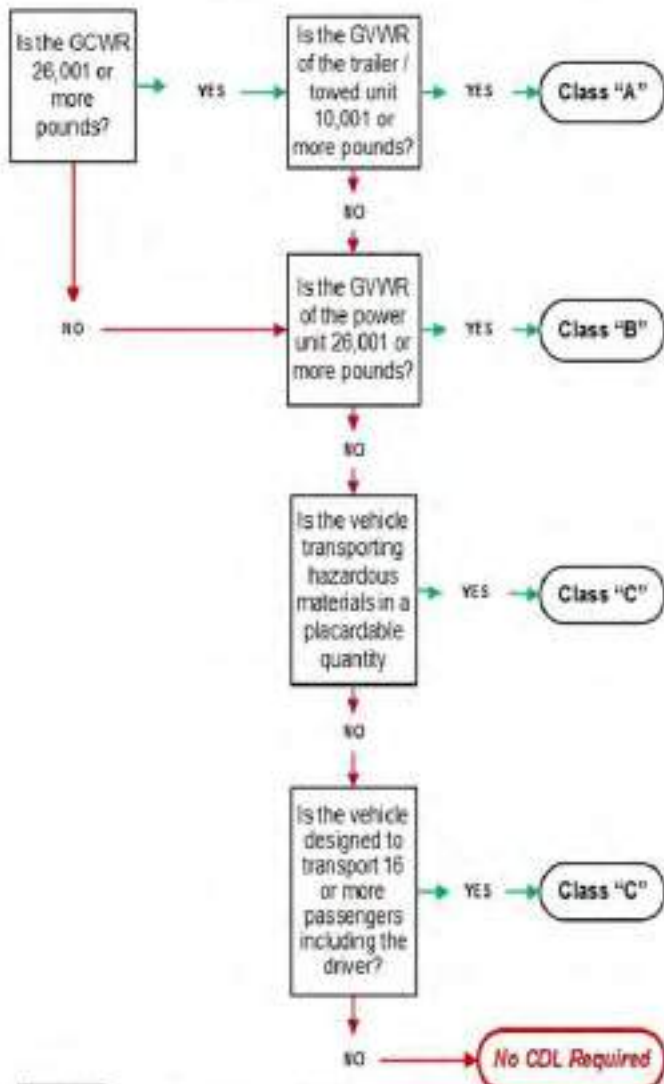 Is the GCWR
26,001 or
more
pounds?
YES
Is the GVWR
of the trailer /
towed unit
10,001 or
more pounds?
YES
Class "A"
NO
NO
Is the GVWR
of the power
unit 26,001 or
more pounds?
YES
Class "B"
NO
Is the vehicle
transporting
hazardous
materials in a
placardable
quantity
YES
Class "C"
NO
Is the vehicle
designed to
transport 16
or more
passengers
including the
driver?
YES
Class "C"
NO
No CDL Required